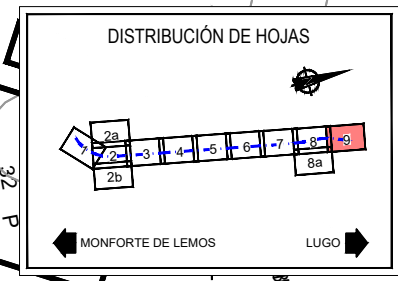 DISTRIBUCIÓN DE HOJAS
2a
1 2 3 4 5 6 7 8 9
2b
8a
MONFORTE DE LEMOS LUGO
32 P